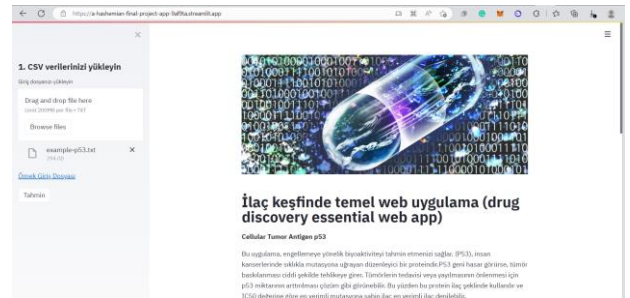 https://a-hashemian-final-project-app-9aflta.streamlit.app
1. CSV verilerinizi yükleyin
Giriş dosyanızı yükleyin
Drag and drop file here
Limit 200MB per file • TXT
Browse files
example-p53.txt
Örnek Giriş Dosyası
Tahmin
İlaç keşfinde temel web uygulama (drug
discovery essential web app)
Cellular Tumor Antigen p53
Bu uygulama, engellemeye yönelik biyoaktiviteyi tahmin etmenizi sağlar. (P53), insan
kanserlerinde sıklıkla mutasyona uğrayan düzenleyici bir proteindir.P53 geni hasar görürse, tümör
baskılanması ciddi şekilde tehlikeye girer. Tümörlerin tedavisi veya yayılmasının önlenmesi için
p53 miktarının arttırılması çözüm gibi görünebilir. Bu yüzden bu protein ilaç şeklinde kullanılır ve
IC50 değerine göre en verimli mutasyona sahip ilaç en verimli ilaç denilebilir.